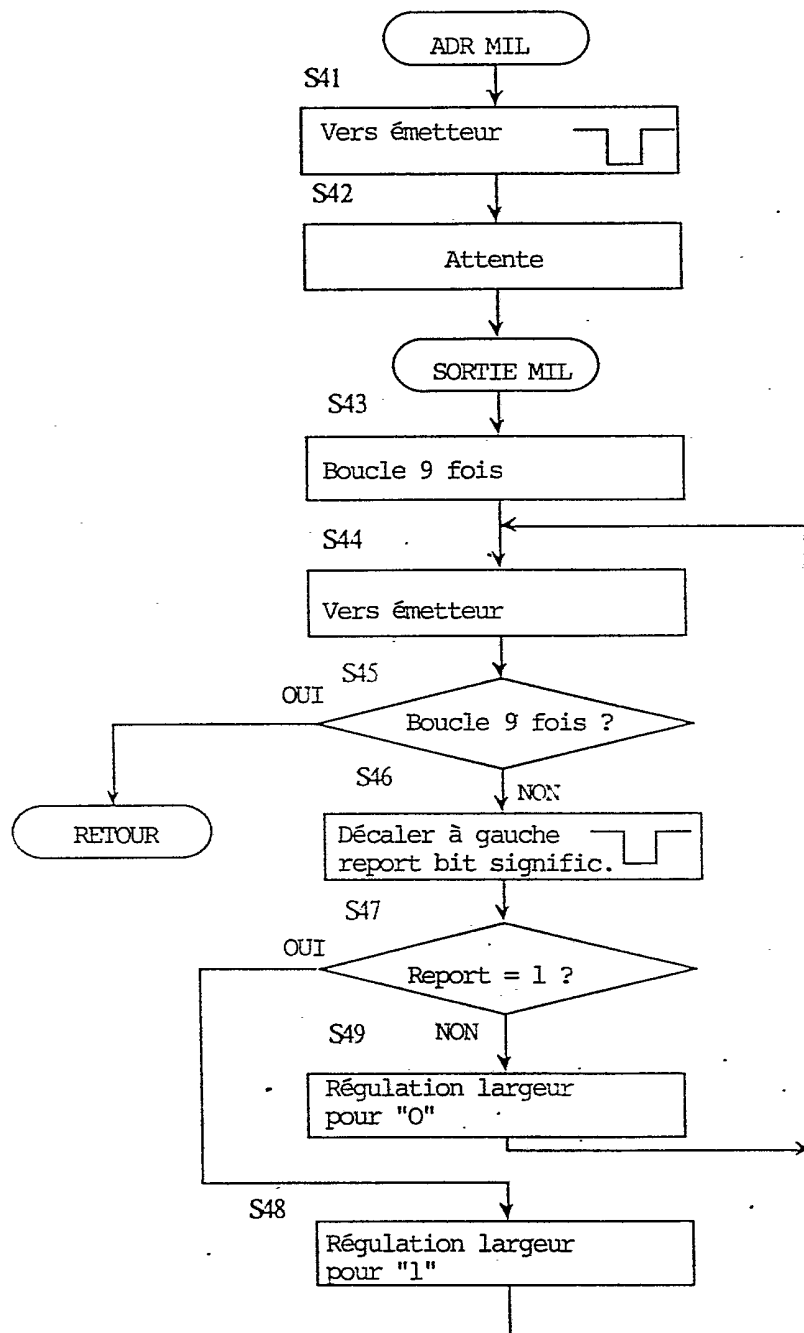 ADR MIL
S41
Vers émetteur
S42
Attente
SORTIE MIL
S43
Boucle 9 fois
S44
Vers émetteur
S45
OUI
Boucle 9 fois ?
S46
NON
RETOUR
Décaler à gauche
report bit signific.
S47
OUI
Report = 1 ?
S49
NON
Régulation largeur
pour "0"
S48
Régulation largeur
pour "1"